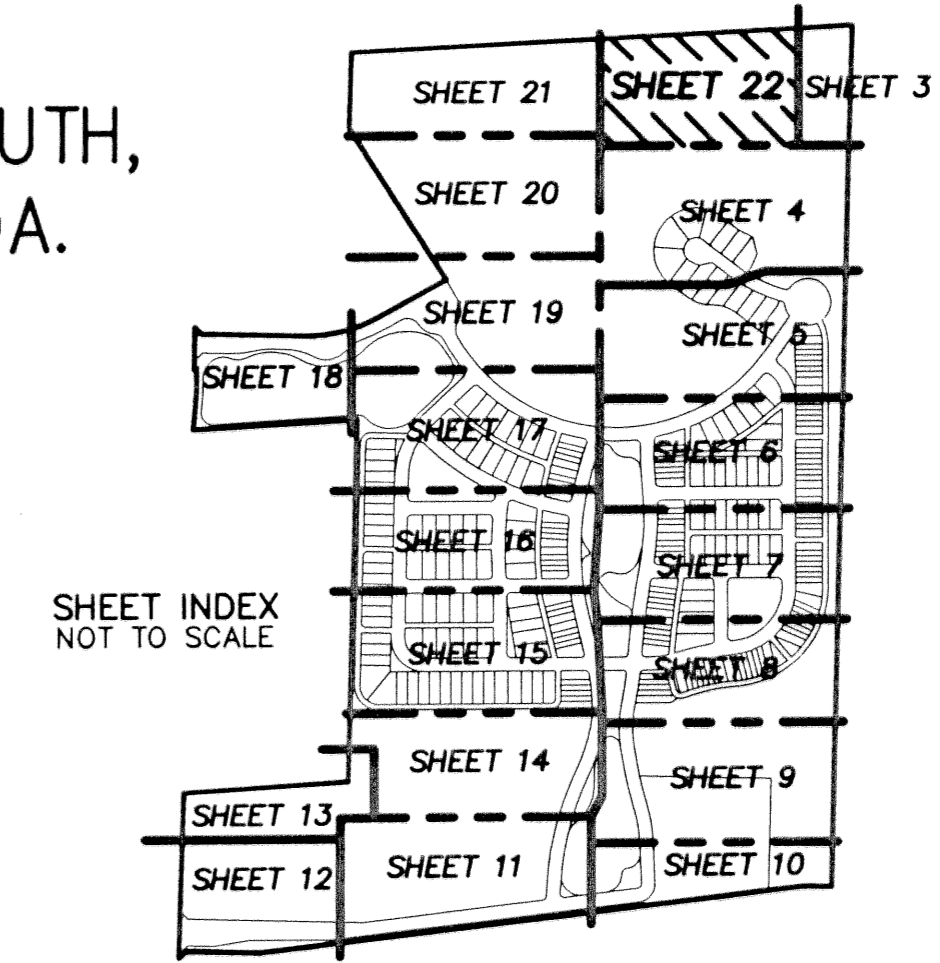 UTH,
A.
SHEET 21
SHEET 22
SHEET 3
SHEET 20
SHEET 4
SHEET 19
SHEET 5
SHEET 18
SHEET 17
SHEET 6
SHEET 16
SHEET 7
SHEET INDEX
NOT TO SCALE
SHEET 15
SHEET 8
SHEET 14
SHEET 9
SHEET 13
SHEET 12
SHEET 11
SHEET 10